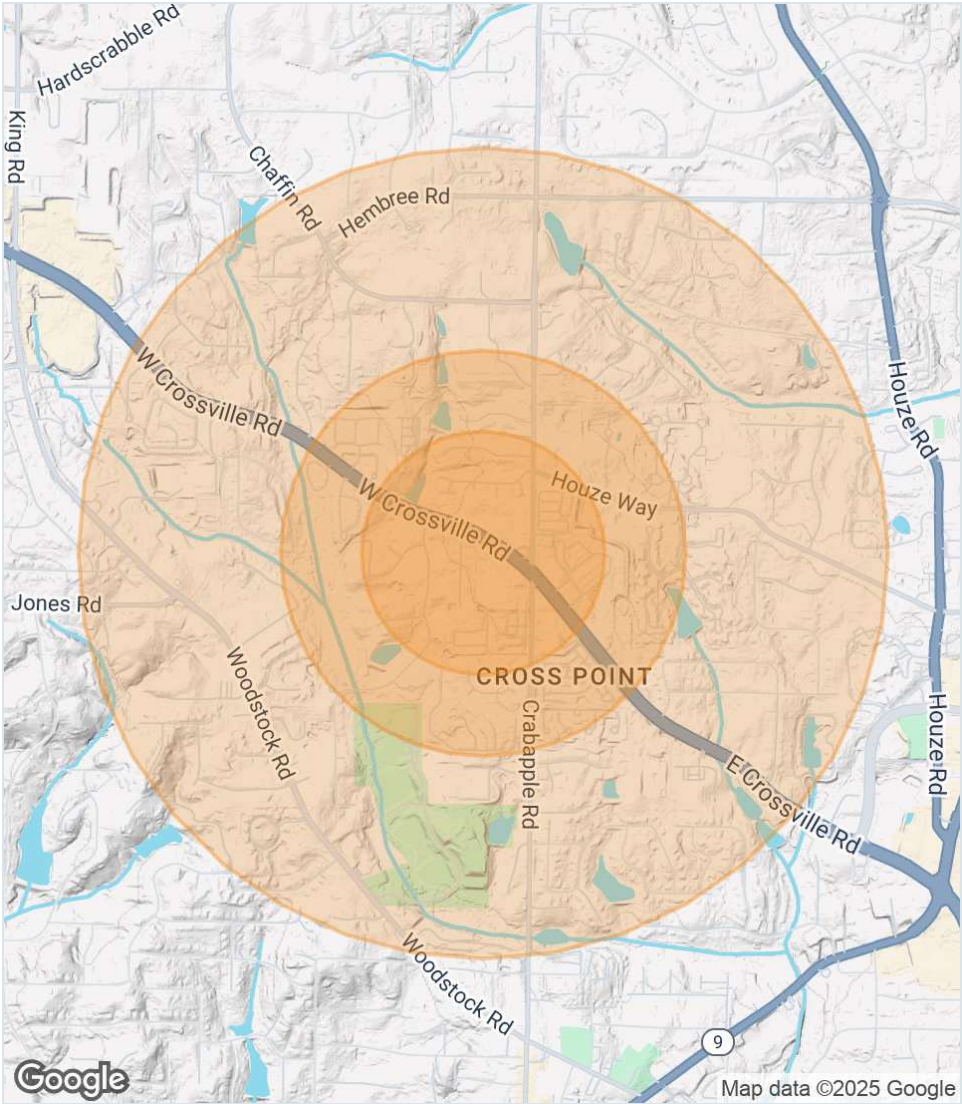 Hardscrabble Rd
King Rd
Chaffin Rd
Hembree Rd
W Crossville Rd
Houze Rd
W Crossville Rd
Houze Way
Jones Rd
CROSS POINT
Woodstock Rd
Crabapple Rd
Houze Rd
E Crossville Rd
Woodstock Rd
9
Google
Map data ©2025 Google